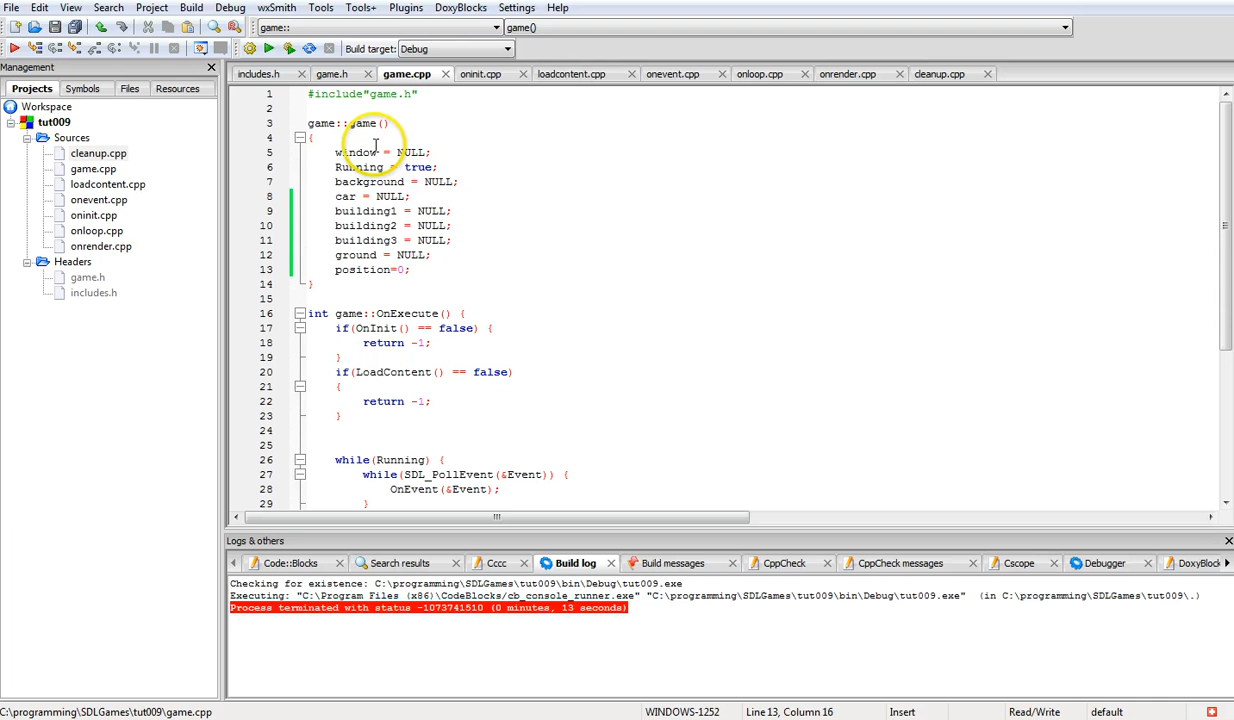 File Edit View Search Project Build Debug wxSmith Tools Tools+ Plugins DoxyBlocks Settings Help
game:: game()
Build target: Debug
Management
Projects Symbols Files Resources
Workspace
tut009
Sources
cleanup.cpp
game.cpp
loadcontent.cpp
onevent.cpp
oninit.cpp
onloop.cpp
onrender.cpp
Headers
game.h
includes.h
includes.h game.h game.cpp oninit.cpp loadcontent.cpp onevent.cpp onloop.cpp onrender.cpp cleanup.cpp
1 #include"game.h"
2
3 game::game()
4 {
5 window = NULL;
6 Running = true;
7 background = NULL;
8 car = NULL;
9 building1 = NULL;
10 building2 = NULL;
11 building3 = NULL;
12 ground = NULL;
13 position=0;
14 }
15
16 int game::OnExecute() {
17 if(OnInit() == false) {
18 return -1;
19 }
20 if(LoadContent() == false)
21 {
22 return -1;
23 }
24
25
26 while(Running) {
27 while(SDL_PollEvent(&Event)) {
28 OnEvent(&Event);
29 }
Logs & others
Code::Blocks Search results Cccc Build log Build messages CppCheck CppCheck messages Cscope Debugger DoxyBlock
Checking for existence: C:\programming\SDLGames\tut009\bin\Debug\tut009.exe
Executing: "C:\Program Files (x86)\CodeBlocks/cb_console_runner.exe" "C:\programming\SDLGames\tut009\bin\Debug\tut009.exe" (in C:\programming\SDLGames\tut009\.)
Process terminated with status -1073741510 (0 minutes, 13 seconds)
C:\programming\SDLGames\tut009\game.cpp WINDOWS-1252 Line 13, Column 16 Insert Read/Write default